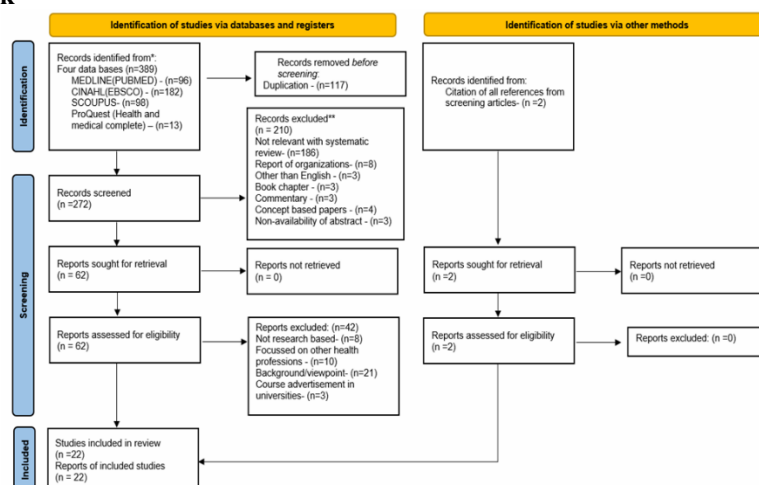 Identification of studies via databases and registers
Identification of studies via other methods
Identification
Records identified from*:
Four data bases (n=389)
MEDLINE(PUBMED) - (n=96)
CINAHL(EBSCO) - (n=182)
SCOUPUS- (n=98)
ProQuest (Health and
medical complete) – (n=13)
Records removed before
screening:
Duplication - (n=117)
Records identified from:
Citation of all references from
screening articles- (n=2)
Records excluded**
(n = 210)
Not relevant with systematic
review- (n=186)
Report of organizations- (n=8)
Other than English - (n=3)
Book chapter - (n=3)
Commentary - (n=3)
Concept based papers - (n=4)
Non-availability of abstract - (n=3)
Screening
Records screened
(n =272)
Reports sought for retrieval
(n = 62)
Reports not retrieved
(n = 0)
Reports sought for retrieval
(n =2)
Reports not retrieved
(n =0)
Reports assessed for eligibility
(n = 62)
Reports excluded: (n=42)
Not research based- (n=8)
Focussed on other health
professions - (n=10)
Background/viewpoint- (n=21)
Course advertisement in
universities- (n=3)
Reports assessed for eligibility
(n =2)
Reports excluded: (n =0)
Included
Studies included in review
(n =22)
Reports of included studies
(n = 22)